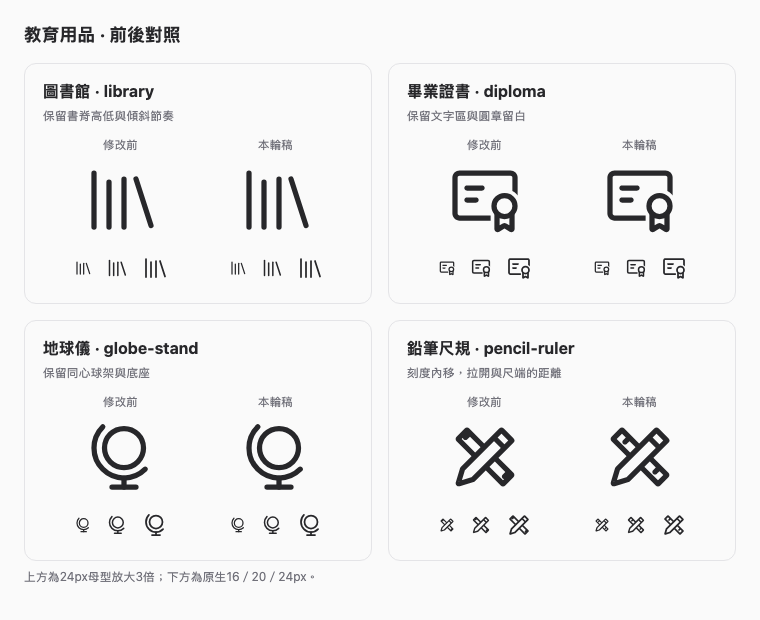 教育用品 · 前後對照
圖書館 · library
保留書脊高低與傾斜節奏
修改前
本輪稿
畢業證書 · diploma
保留文字區與圓章留白
修改前
本輪稿
地球儀 · globe-stand
保留同心球架與底座
修改前
本輪稿
鉛筆尺規 · pencil-ruler
刻度內移，拉開與尺端的距離
修改前
本輪稿
上方為24px母型放大3倍；下方為原生16 / 20 / 24px。